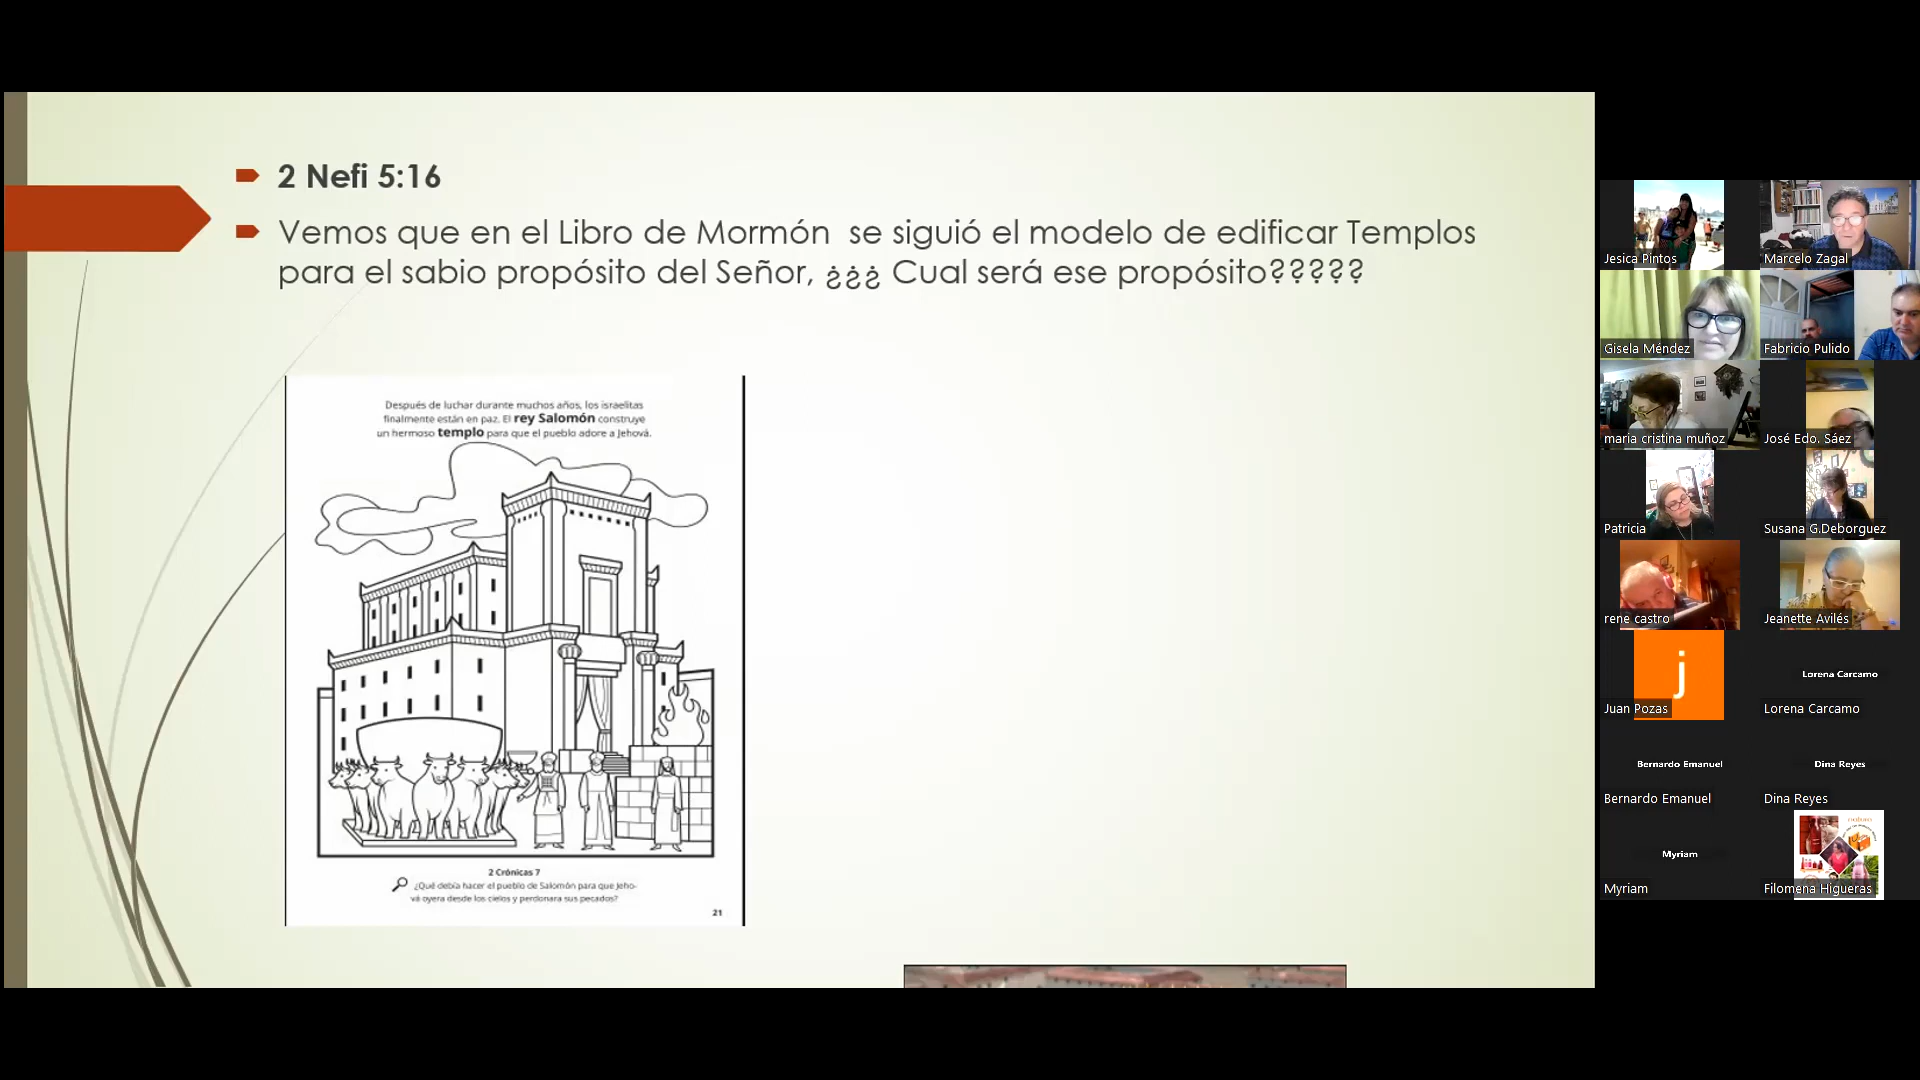 2 Nefi 5:16
Vemos que en el Libro de Mormón se siguió el modelo de edificar Templos
para el sabio propósito del Señor, ¿¿¿ Cual será ese propósito?????
Después de luchar durante muchos años, los israelitas
finalmente están en paz. El rey Salomón construye
un hermoso templo para que el pueblo adore a Jehová.
2 Crónicas 7
¿Qué debía hacer el pueblo de Salomón para que Jeho-
vá oyera desde los cielos y perdonara sus pecados?
21
Jesica Pintos
Marcelo Zagal
Gisela Méndez
Fabricio Pulido
maria cristina muñoz
José Edo. Sáez
Patricia
Susana G.Deborguez
rene castro
Jeanette Avilés
j
Juan Pozas
Lorena Carcamo
Lorena Carcamo
Bernardo Emanuel
Bernardo Emanuel
Dina Reyes
Dina Reyes
Myriam
Myriam
Filomena Higueras